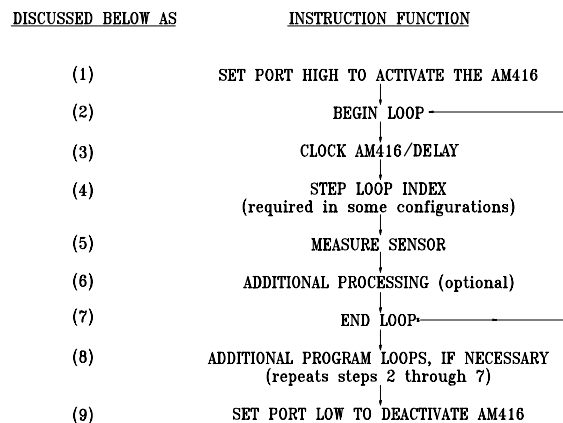 DISCUSSED BELOW AS INSTRUCTION FUNCTION
(1) SET PORT HIGH TO ACTIVATE THE AM416
(2) BEGIN LOOP
(3) CLOCK AM416/DELAY
(4) STEP LOOP INDEX
(required in some configurations)
(5) MEASURE SENSOR
(6) ADDITIONAL PROCESSING (optional)
(7) END LOOP
(8) ADDITIONAL PROGRAM LOOPS, IF NECESSARY
(repeats steps 2 through 7)
(9) SET PORT LOW TO DEACTIVATE AM416